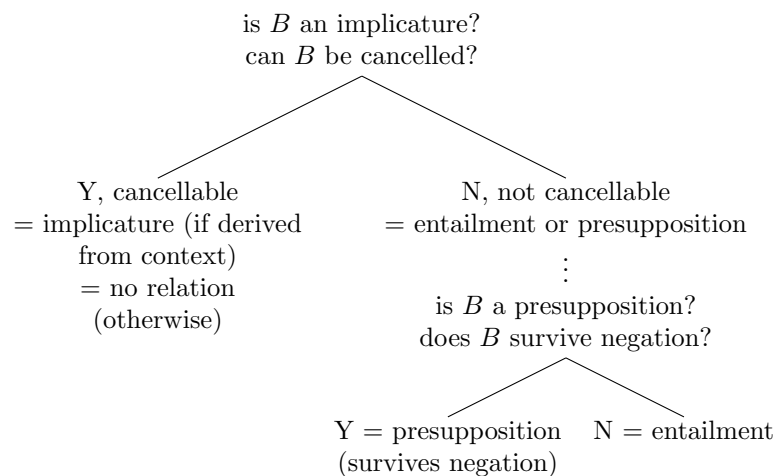 is B an implicature?
can B be cancelled?
Y, cancellable
= implicature (if derived
from context)
= no relation
(otherwise)
N, not cancellable
= entailment or presupposition
⋮
is B a presupposition?
does B survive negation?
Y = presupposition
(survives negation)
N = entailment